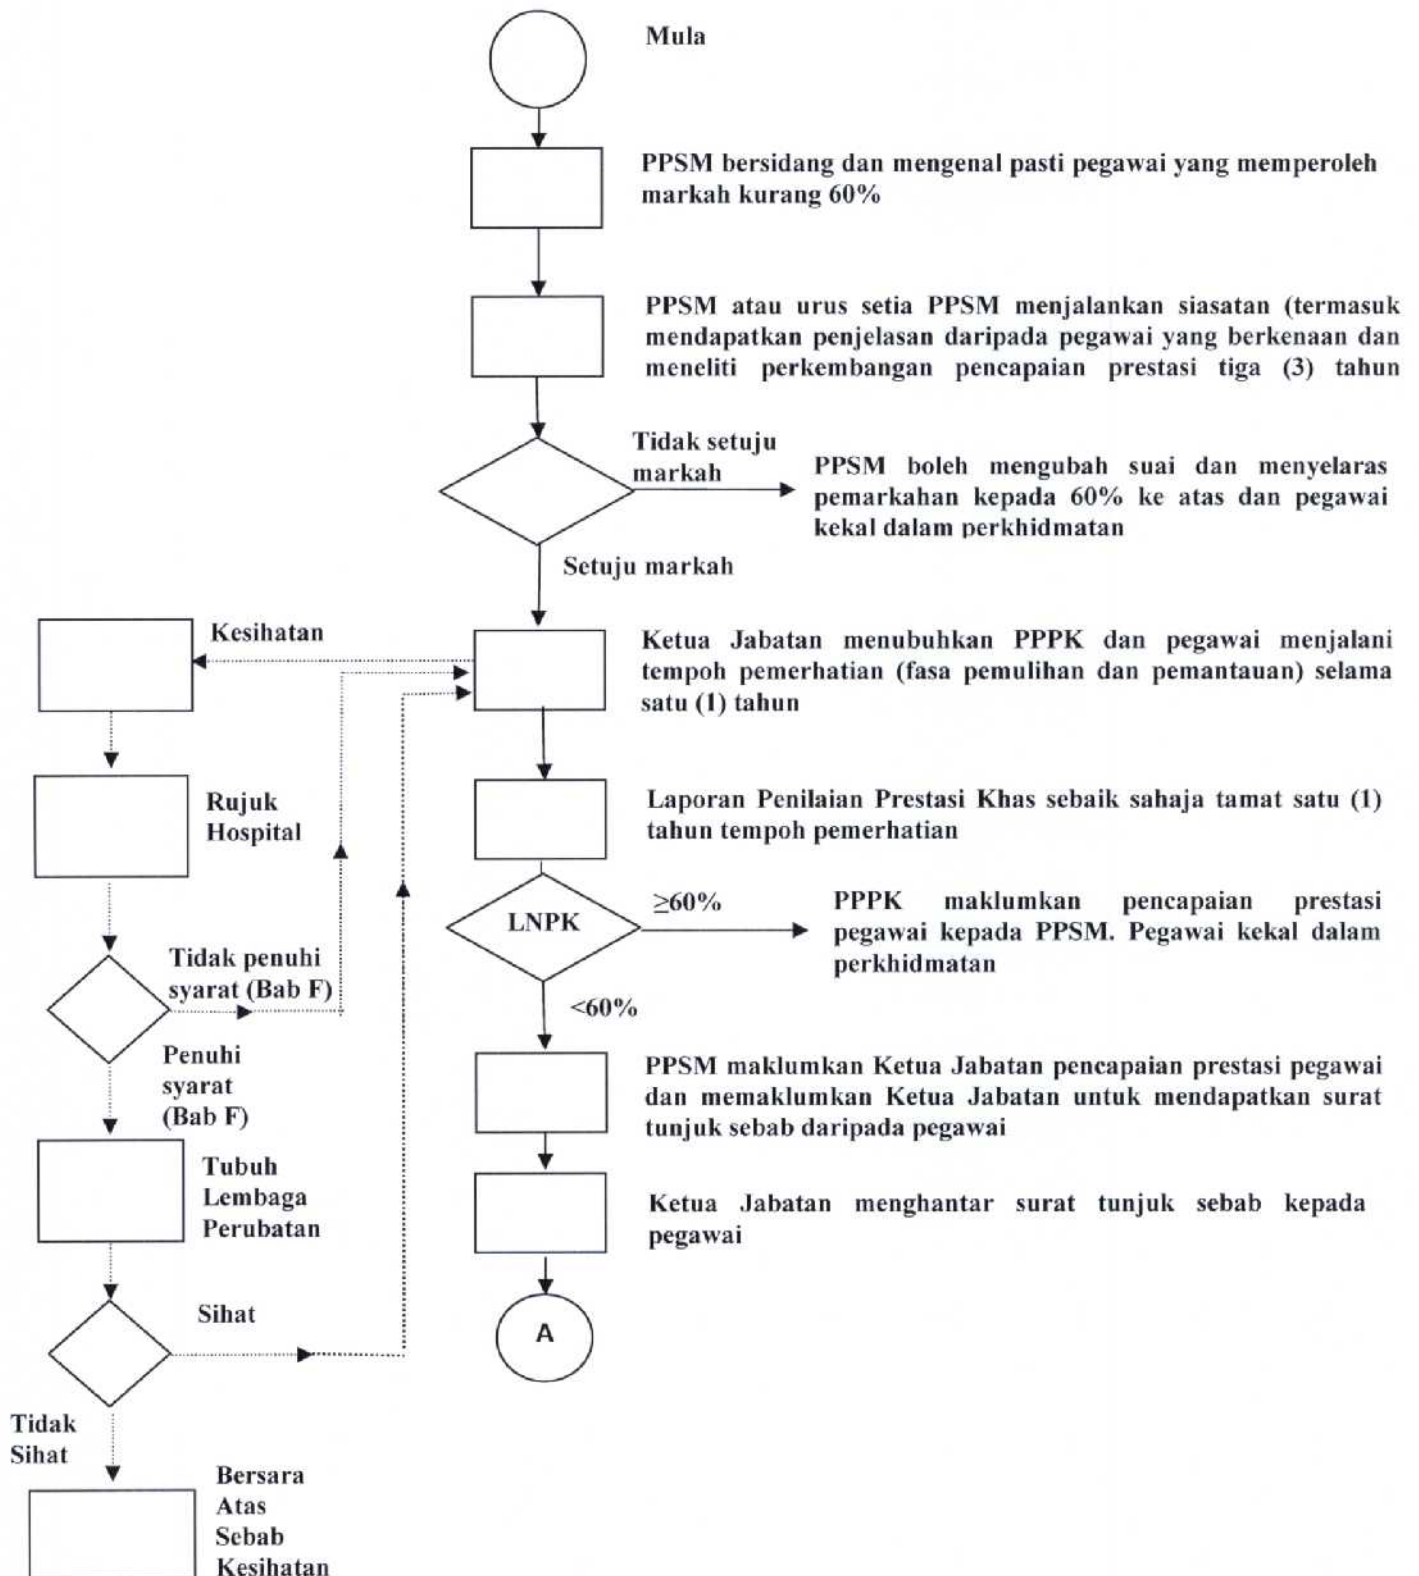 Mula
PPSM bersidang dan mengenal pasti pegawai yang memperoleh
markah kurang 60%
PPSM atau urus setia PPSM menjalankan siasatan (termasuk
mendapatkan penjelasan daripada pegawai yang berkenaan dan
meneliti perkembangan pencapaian prestasi tiga (3) tahun
Tidak setuju
markah
PPSM boleh mengubah suai dan menyelaras
pemarkahan kepada 60% ke atas dan pegawai
kekal dalam perkhidmatan
Setuju markah
Kesihatan
Ketua Jabatan menubuhkan PPPK dan pegawai menjalani
tempoh pemerhatian (fasa pemulihan dan pemantauan) selama
satu (1) tahun
Rujuk
Hospital
Laporan Penilaian Prestasi Khas sebaik sahaja tamat satu (1)
tahun tempoh pemerhatian
LNPK
≥60%
PPPK maklumkan pencapaian prestasi
pegawai kepada PPSM. Pegawai kekal dalam
perkhidmatan
Tidak penuhi
syarat (Bab F)
<60%
Penuhi
syarat
(Bab F)
PPSM maklumkan Ketua Jabatan pencapaian prestasi pegawai
dan memaklumkan Ketua Jabatan untuk mendapatkan surat
tunjuk sebab daripada pegawai
Tubuh
Lembaga
Perubatan
Ketua Jabatan menghantar surat tunjuk sebab kepada
pegawai
Sihat
A
Tidak
Sihat
Bersara
Atas
Sebab
Kesihatan